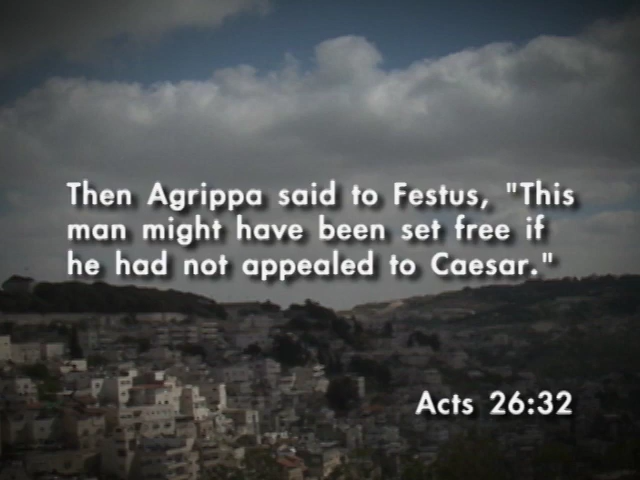 Then Agrippa said to Festus, "This
man might have been set free if
he had not appealed to Caesar."
Acts 26:32